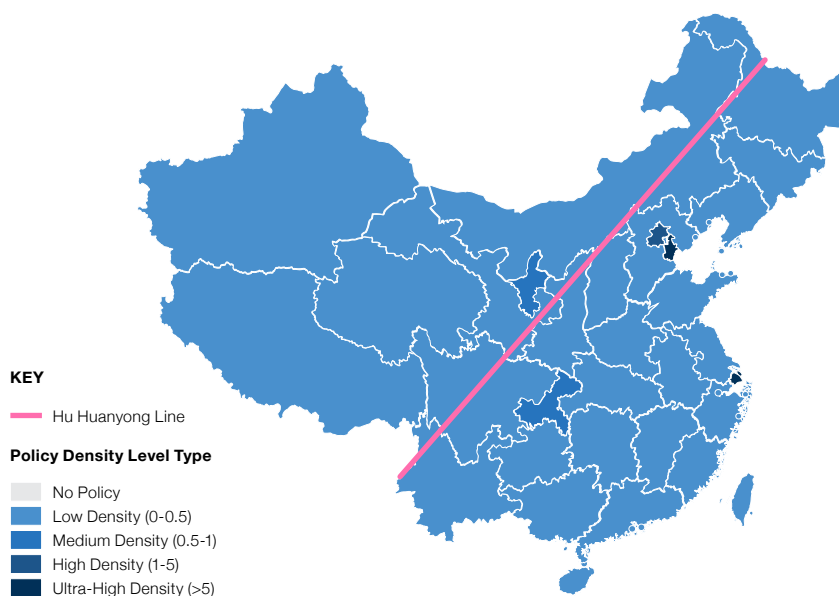 KEY
Hu Huanyong Line
Policy Density Level Type
No Policy
Low Density (0-0.5)
Medium Density (0.5-1)
High Density (1-5)
Ultra-High Density (>5)